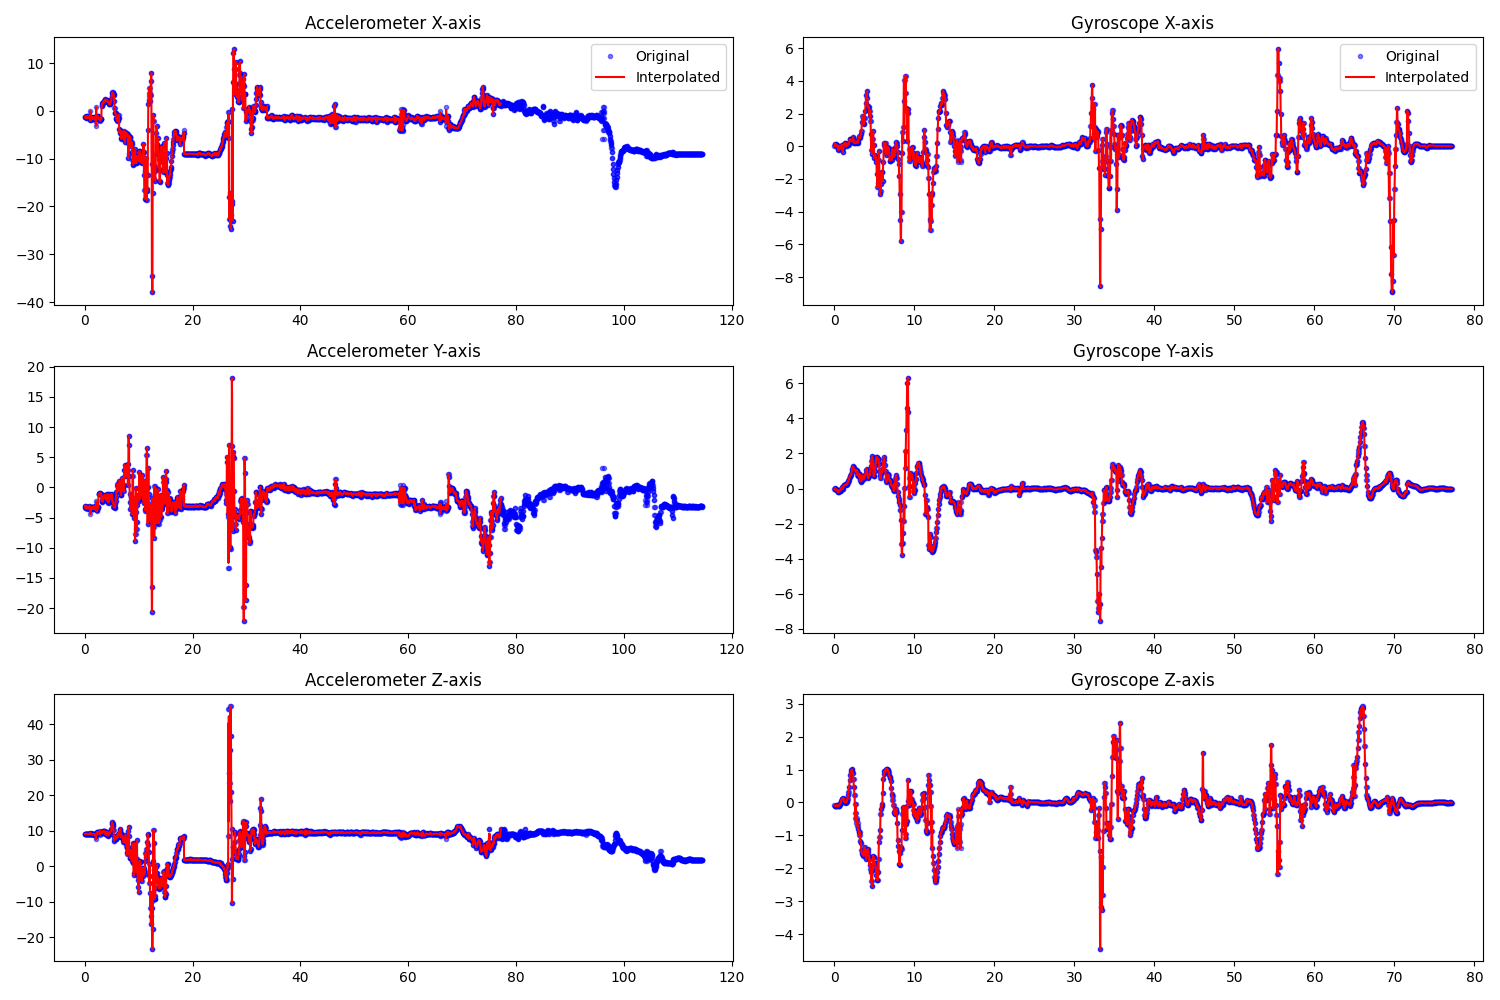 Accelerometer X-axis
10
0
−10
−20
−30
−40
0 20 40 60 80 100 120
Original
Interpolated
Gyroscope X-axis
6
4
2
0
−2
−4
−6
−8
0 10 20 30 40 50 60 70 80
Original
Interpolated
Accelerometer Y-axis
20
15
10
5
0
−5
−10
−15
−20
0 20 40 60 80 100 120
Gyroscope Y-axis
6
4
2
0
−2
−4
−6
−8
0 10 20 30 40 50 60 70 80
Accelerometer Z-axis
40
30
20
10
0
−10
−20
0 20 40 60 80 100 120
Gyroscope Z-axis
3
2
1
0
−1
−2
−3
−4
0 10 20 30 40 50 60 70 80